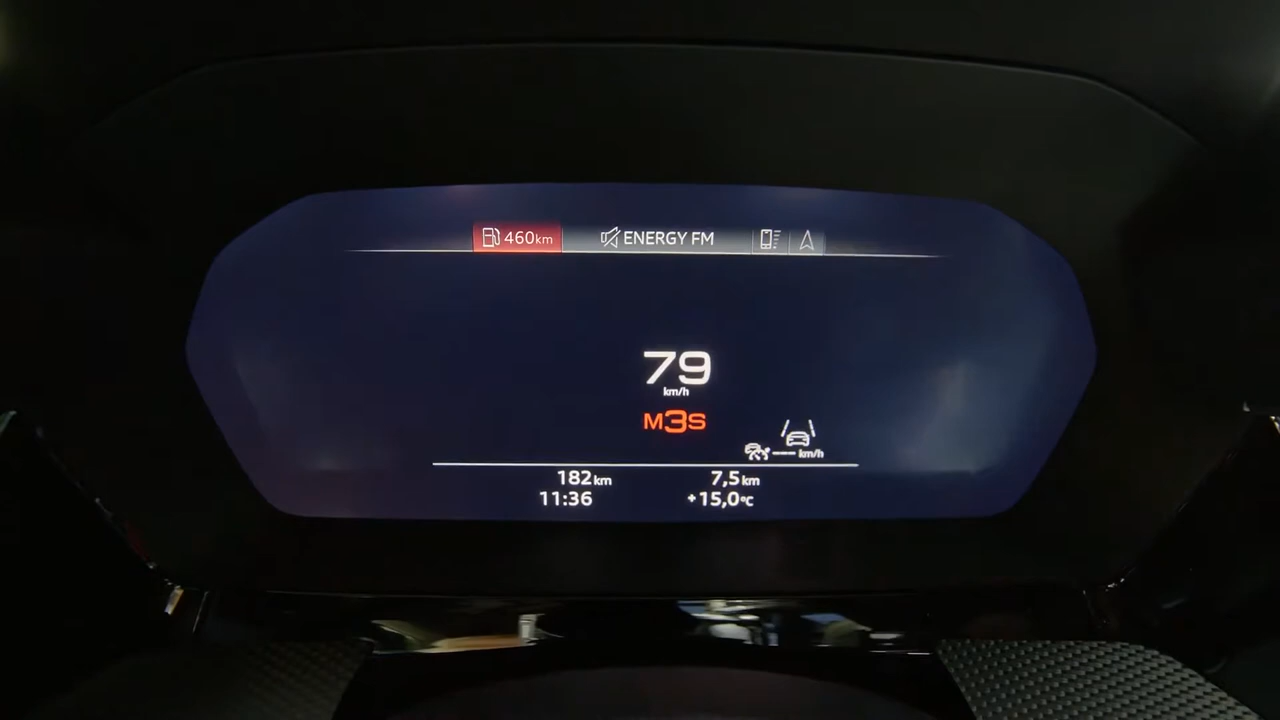 460km ENERGY FM
79
km/h
M3S
--- km/h
182km 7,5km
11:36 +15,0°C